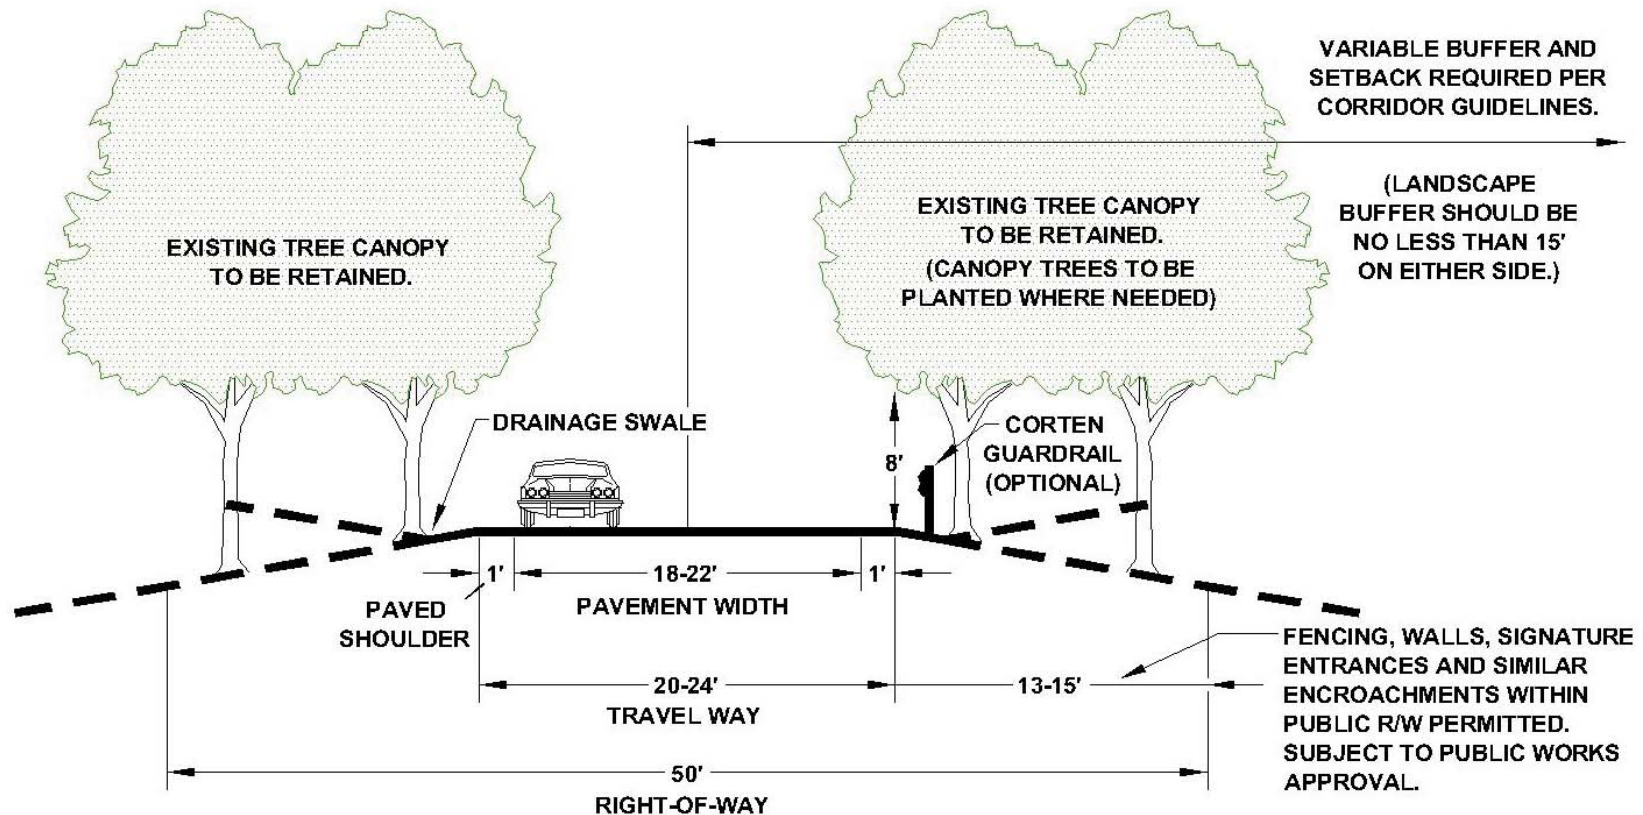 VARIABLE BUFFER AND
SETBACK REQUIRED PER
CORRIDOR GUIDELINES.
(LANDSCAPE
BUFFER SHOULD BE
NO LESS THAN 15'
ON EITHER SIDE.)
EXISTING TREE CANOPY
TO BE RETAINED.
EXISTING TREE CANOPY
TO BE RETAINED.
(CANOPY TREES TO BE
PLANTED WHERE NEEDED)
DRAINAGE SWALE
8'
CORTEN
GUARDRAIL
(OPTIONAL)
1'
18-22'
1'
PAVEMENT WIDTH
PAVED
SHOULDER
20-24'
TRAVEL WAY
13-15'
FENCING, WALLS, SIGNATURE
ENTRANCES AND SIMILAR
ENCROACHMENTS WITHIN
PUBLIC R/W PERMITTED.
SUBJECT TO PUBLIC WORKS
APPROVAL.
50'
RIGHT-OF-WAY